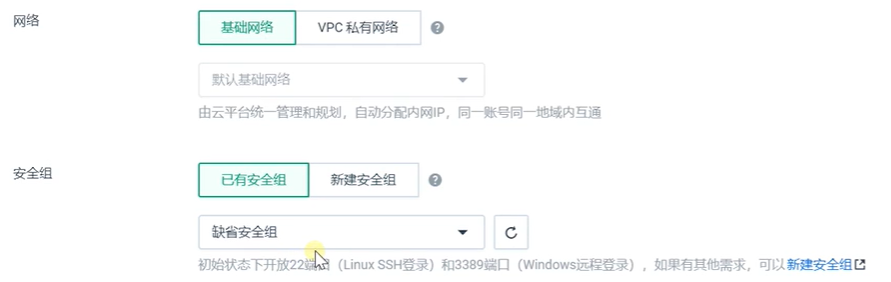 网络
基础网络 VPC 私有网络 ?
默认基础网络
由云平台统一管理和规划，自动分配内网IP，同一账号同一地域内互通
安全组
已有安全组 新建安全组 ?
缺省安全组
初始状态下开放22端口（Linux SSH登录）和3389端口（Windows远程登录），如果有其他需求，可以新建安全组